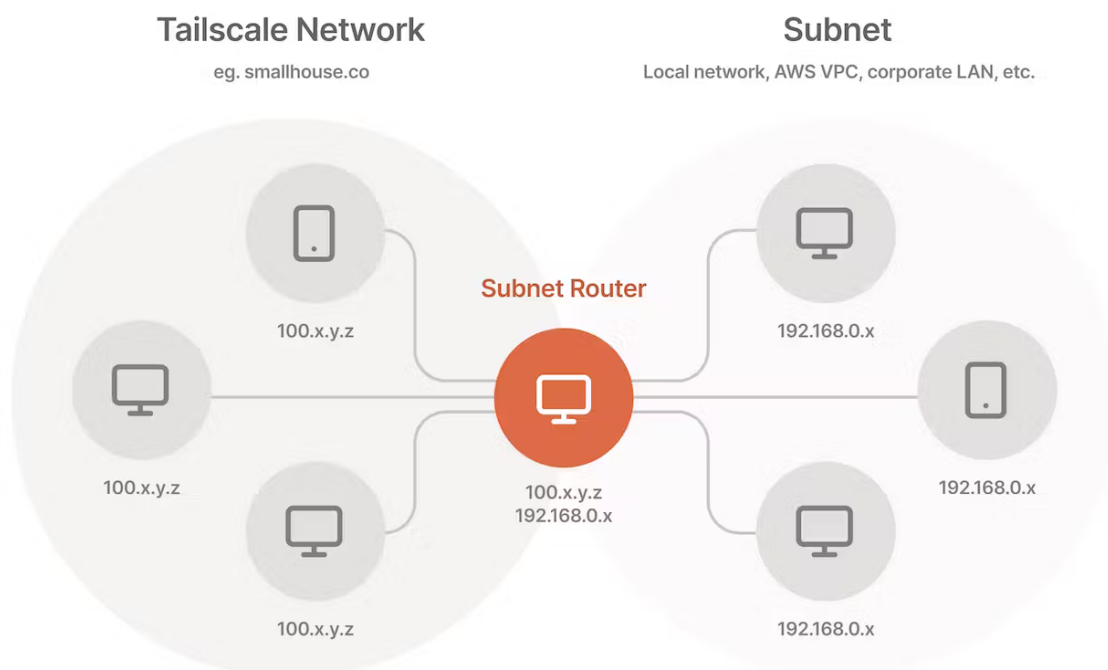 Tailscale Network
eg. smallhouse.co
Subnet
Local network, AWS VPC, corporate LAN, etc.
Subnet Router
100.x.y.z
192.168.0.x
100.x.y.z
192.168.0.x
100.x.y.z
192.168.0.x
100.x.y.z
192.168.0.x